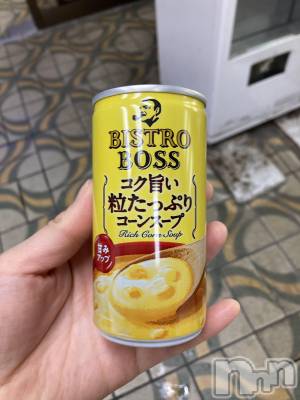 BISTRO
BOSS
コク旨い
粒たっぷり
コーンスープ
Rich Corn Soup
甘み
アップ